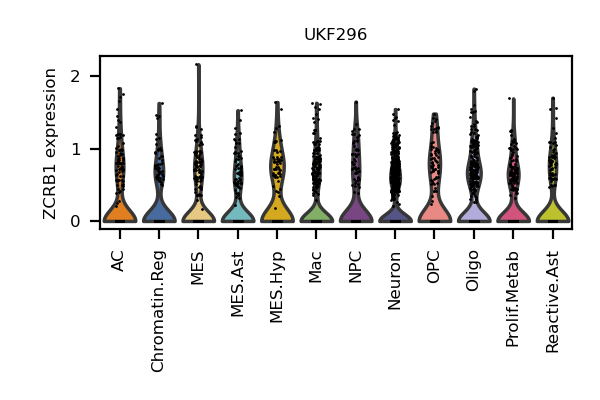 UKF296
ZCRB1 expression
2
1
0
AC
Chromatin.Reg
MES
MES.Ast
MES.Hyp
Mac
NPC
Neuron
OPC
Oligo
Prolif.Metab
Reactive.Ast